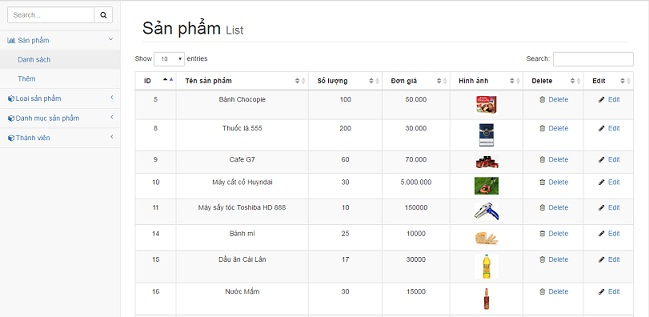 Search...
Sản phẩm
Danh sách
Thêm
Loại sản phẩm
Danh mục sản phẩm
Thành viên
Sản phẩm List
Show 10 entries Search:
ID Tên sản phẩm Số lượng Đơn giá Hình ảnh Delete Edit
5 Bánh Chocopie 100 50.000 Delete Edit
8 Thuốc lá 555 200 30.000 Delete Edit
9 Cafe G7 60 70.000 Delete Edit
10 Máy cắt cỏ Huyndai 30 5.000.000 Delete Edit
11 Máy sấy tóc Toshiba HD 868 10 150000 Delete Edit
14 Bánh mì 25 10000 Delete Edit
15 Dầu ăn Cái Lân 17 30000 Delete Edit
16 Nước Mắm 30 15000 Delete Edit